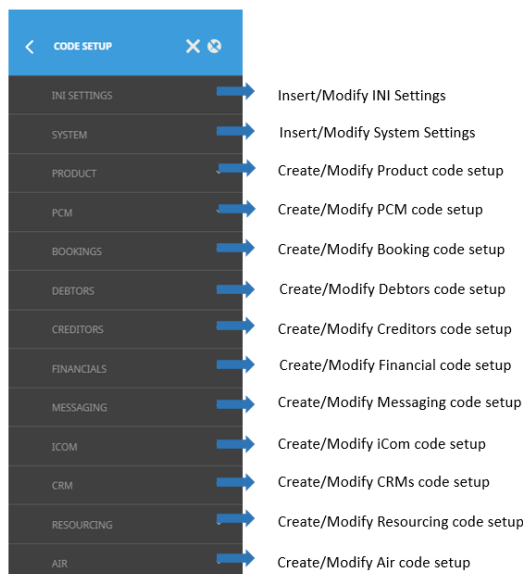 CODE SETUP
INI SETTINGS Insert/Modify INI Settings
SYSTEM Insert/Modify System Settings
PRODUCT Create/Modify Product code setup
PCM Create/Modify PCM code setup
BOOKINGS Create/Modify Booking code setup
DEBTORS Create/Modify Debtors code setup
CREDITORS Create/Modify Creditors code setup
FINANCIALS Create/Modify Financial code setup
MESSAGING Create/Modify Messaging code setup
ICOM Create/Modify iCom code setup
CRM Create/Modify CRMs code setup
RESOURCING Create/Modify Resourcing code setup
AIR Create/Modify Air code setup